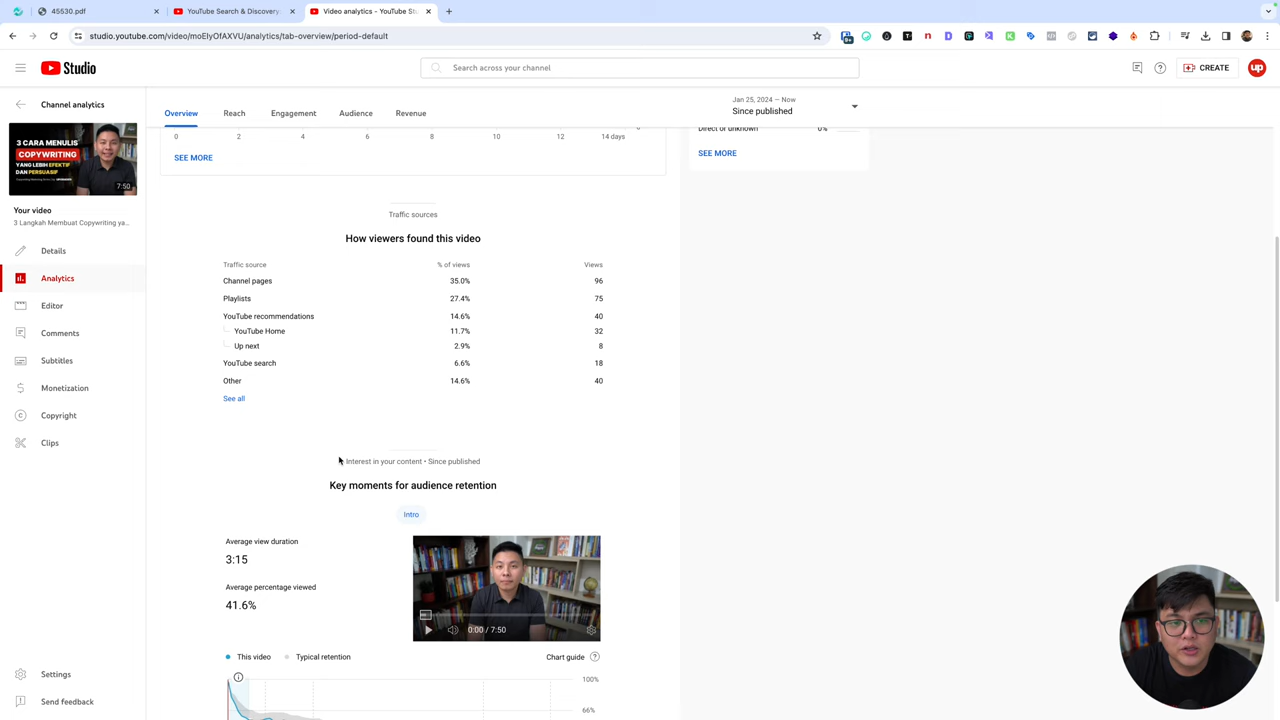 45530.pdf
YouTube Search & Discovery
Video analytics - YouTube Stu
studio.youtube.com/video/moEIyOfAXVU/analytics/tab-overview/period-default
Studio
Search across your channel
CREATE
up
Channel analytics
Overview
Reach
Engagement
Audience
Revenue
Jan 25, 2024 – Now
Since published
3 CARA MENULIS
COPYWRITING
YANG LEBIH EFEKTIF
DAN PERSUASIF
7:50
Your video
3 Langkah Membuat Copywriting ya...
Details
Analytics
Editor
Comments
Subtitles
Monetization
Copyright
Clips
Settings
Send feedback
0 2 4 6 8 10 12 14 days
SEE MORE
Direct or unknown 0%
SEE MORE
Traffic sources
How viewers found this video
Traffic source % of views Views
Channel pages 35.0% 96
Playlists 27.4% 75
YouTube recommendations 14.6% 40
YouTube Home 11.7% 32
Up next 2.9% 8
YouTube search 6.6% 18
Other 14.6% 40
See all
Interest in your content • Since published
Key moments for audience retention
Intro
Average view duration
3:15
Average percentage viewed
41.6%
0:00 / 7:50
This video Typical retention Chart guide
100%
66%